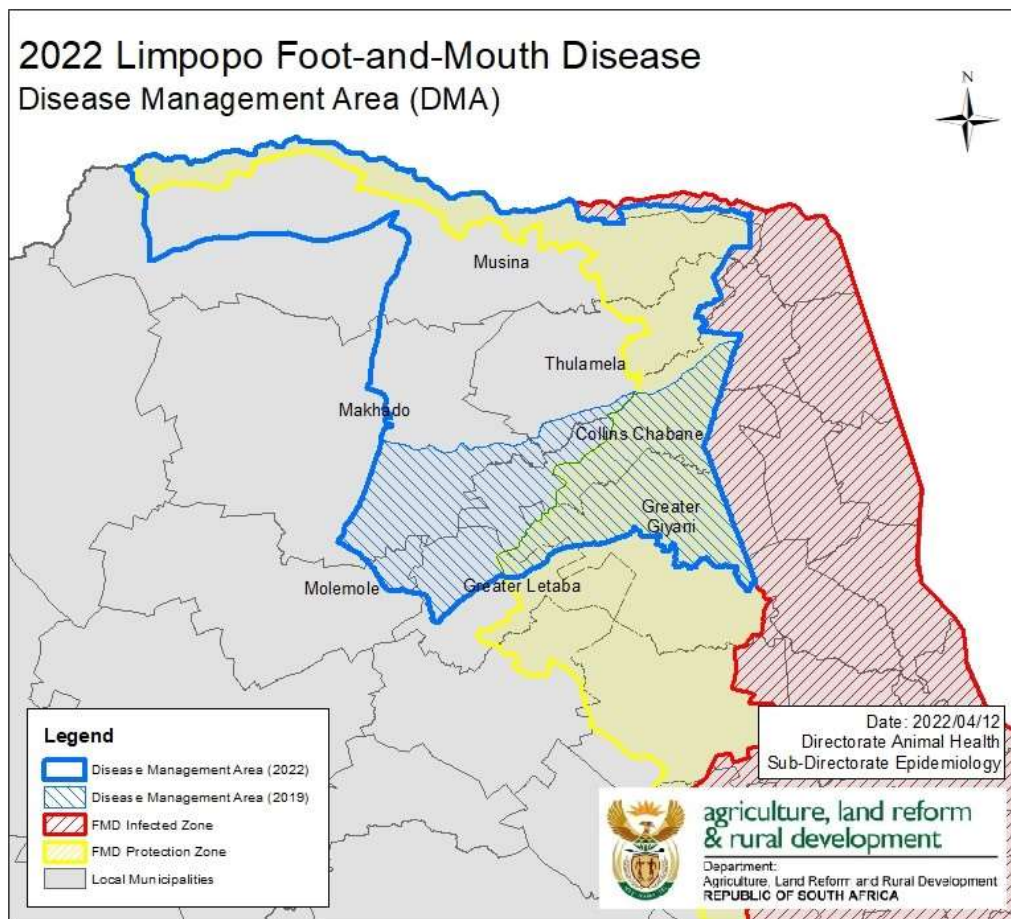 2022 Limpopo Foot-and-Mouth Disease
Disease Management Area (DMA)
N
Musina
Thulamela
Makhado
Collins Chabane
Greater
Giyani
Molemole
Greater Letaba
Legend
Disease Management Area (2022)
Disease Management Area (2019)
FMD Infected Zone
FMD Protection Zone
Local Municipalities
Date: 2022/04/12
Directorate Animal Health
Sub-Directorate Epidemiology
agriculture, land reform
& rural development
Department:
Agriculture, Land Reform and Rural Development
REPUBLIC OF SOUTH AFRICA